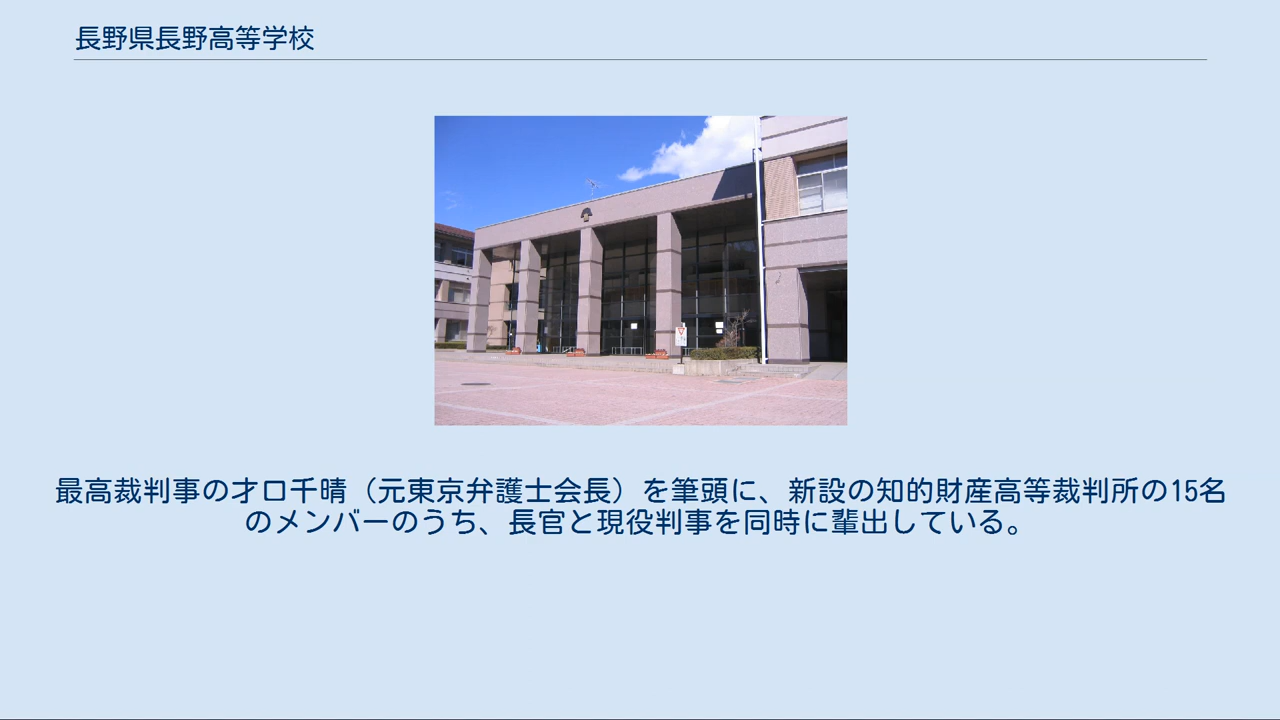 長野県長野高等学校
最高裁判事の才口千晴（元東京弁護士会長）を筆頭に、新設の知的財産高等裁判所の15名
のメンバーのうち、長官と現役判事を同時に輩出している。